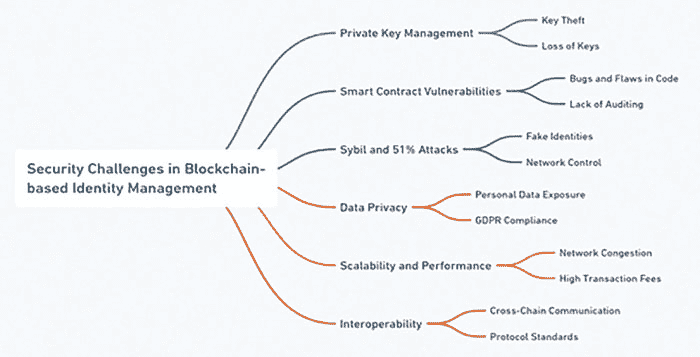 Security Challenges in Blockchain-
based Identity Management
Private Key Management
Key Theft
Loss of Keys
Smart Contract Vulnerabilities
Bugs and Flaws in Code
Lack of Auditing
Sybil and 51% Attacks
Fake Identities
Network Control
Data Privacy
Personal Data Exposure
GDPR Compliance
Scalability and Performance
Network Congestion
High Transaction Fees
Interoperability
Cross-Chain Communication
Protocol Standards